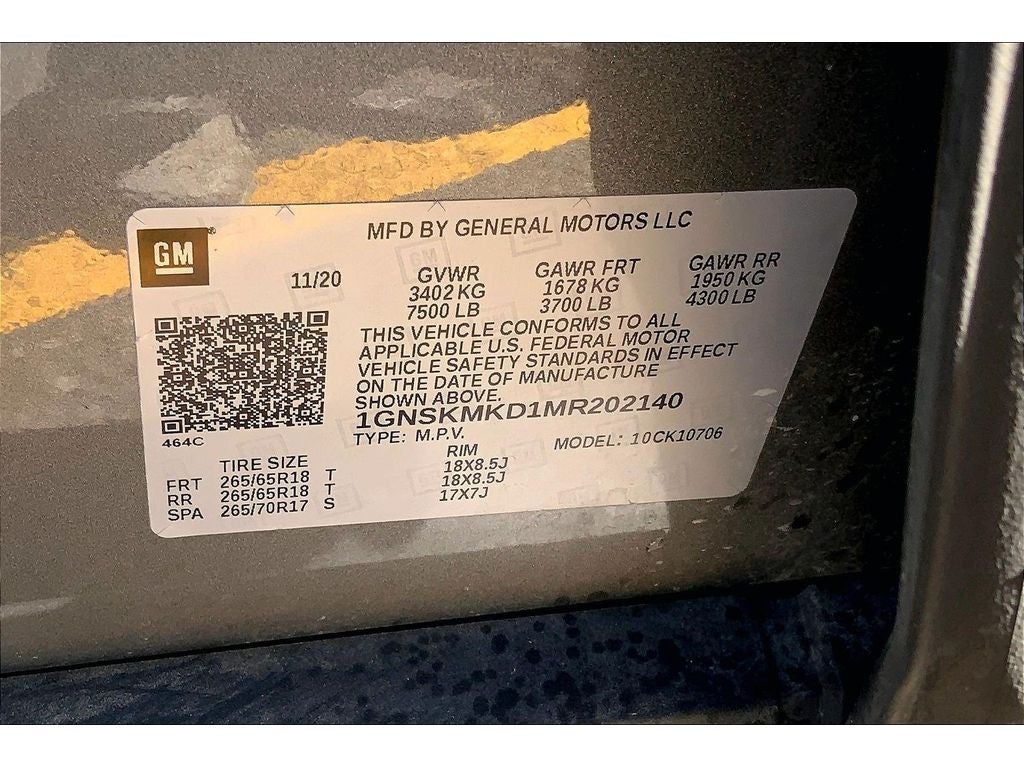 MFD BY GENERAL MOTORS LLC
GM
11/20
GVWR GAWR FRT GAWR RR
3402 KG 1678 KG 1950 KG
7500 LB 3700 LB 4300 LB
THIS VEHICLE CONFORMS TO ALL
APPLICABLE U.S. FEDERAL MOTOR
VEHICLE SAFETY STANDARDS IN EFFECT
ON THE DATE OF MANUFACTURE
SHOWN ABOVE.
1GNSKMKD1MR202140
464C
TYPE: M.P.V. MODEL: 10CK10706
TIRE SIZE RIM
FRT 265/65R18 T 18X8.5J
RR 265/65R18 T 18X8.5J
SPA 265/70R17 S 17X7J